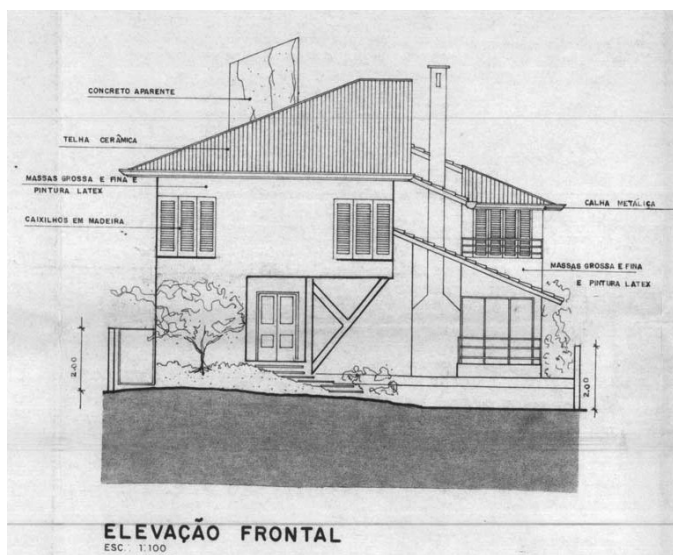 CONCRETO APARENTE
TELHA CERÂMICA
MASSAS GROSSA E FINA E
PINTURA LATEX
CAIXILHOS EM MADEIRA
CALHA METÁLICA
MASSAS GROSSA E FINA
E PINTURA LATEX
2.00
2.00
ELEVAÇÃO FRONTAL
ESC. 1:100